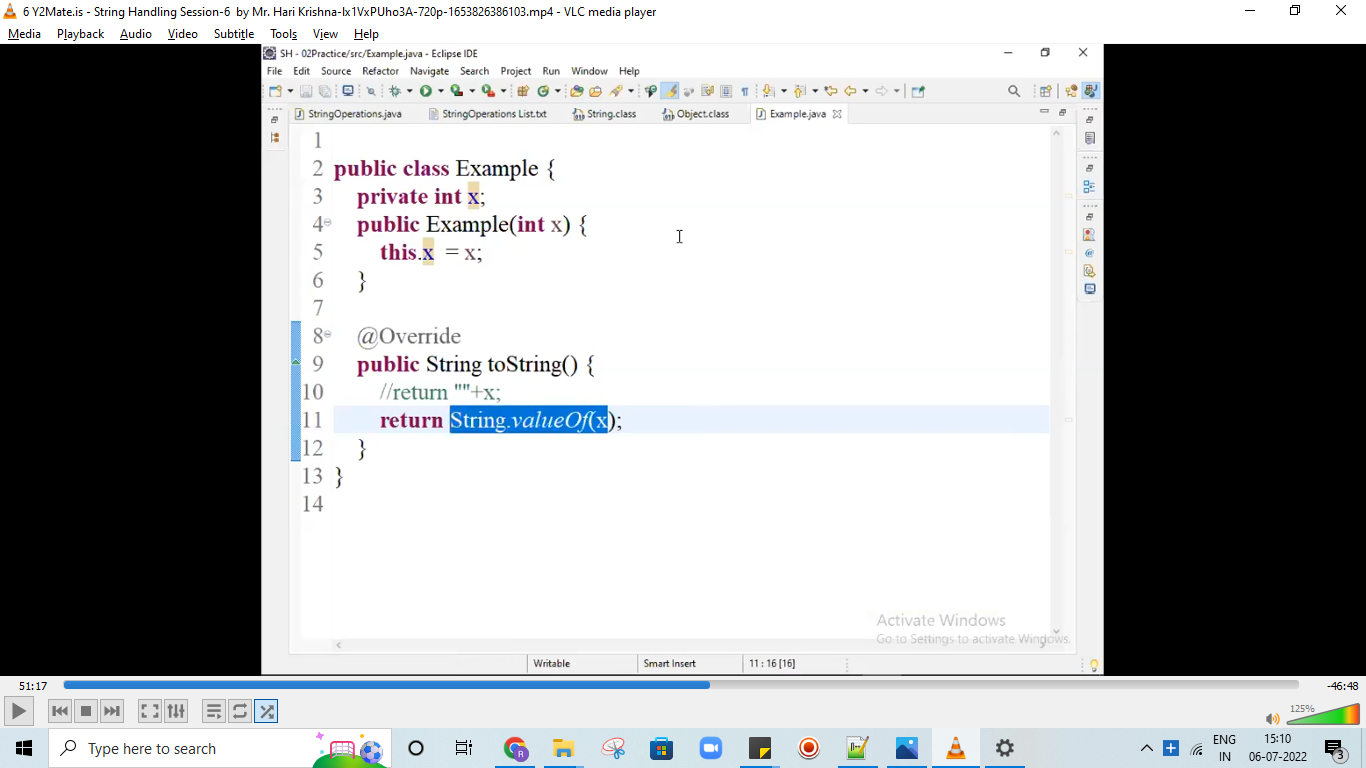 6 Y2Mate.is - String Handling Session-6 by Mr. Hari Krishna-Ix1VxPUho3A-720p-1653826386103.mp4 - VLC media player
Media Playback Audio Video Subtitle Tools View Help
SH - 02Practice/src/Example.java - Eclipse IDE
File Edit Source Refactor Navigate Search Project Run Window Help
StringOperations.java StringOperations List.txt String.class Object.class Example.java
1
2 public class Example {
3 private int x;
4 public Example(int x) {
5 this.x = x;
6 }
7
8 @Override
9 public String toString() {
10 //return ""+x;
11 return String.valueOf(x);
12 }
13 }
14
Activate Windows
Go to Settings to activate Windows.
Writable Smart Insert 11 : 16 [16]
51:17 -46:48
125%
Type here to search
ENG
IN
15:10
06-07-2022
3